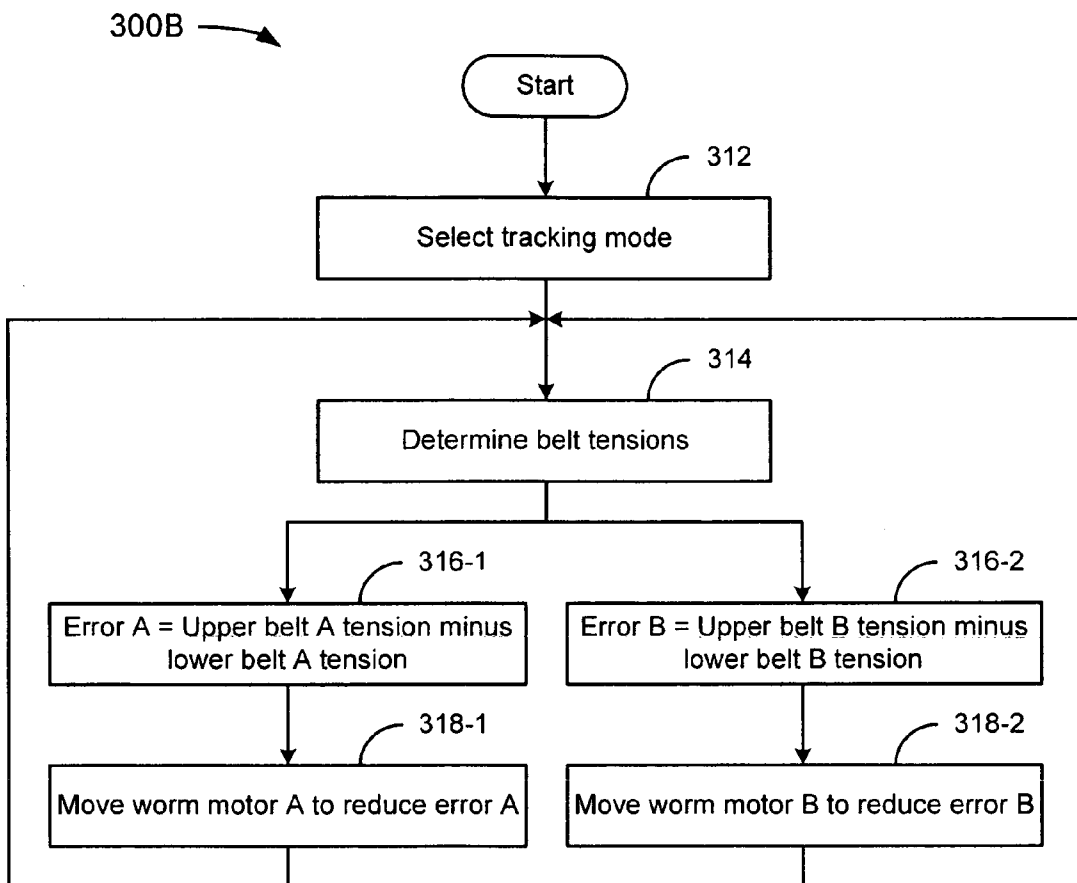 300B
Start
312
Select tracking mode
314
Determine belt tensions
316-1
Error A = Upper belt A tension minus
lower belt A tension
316-2
Error B = Upper belt B tension minus
lower belt B tension
318-1
Move worm motor A to reduce error A
318-2
Move worm motor B to reduce error B